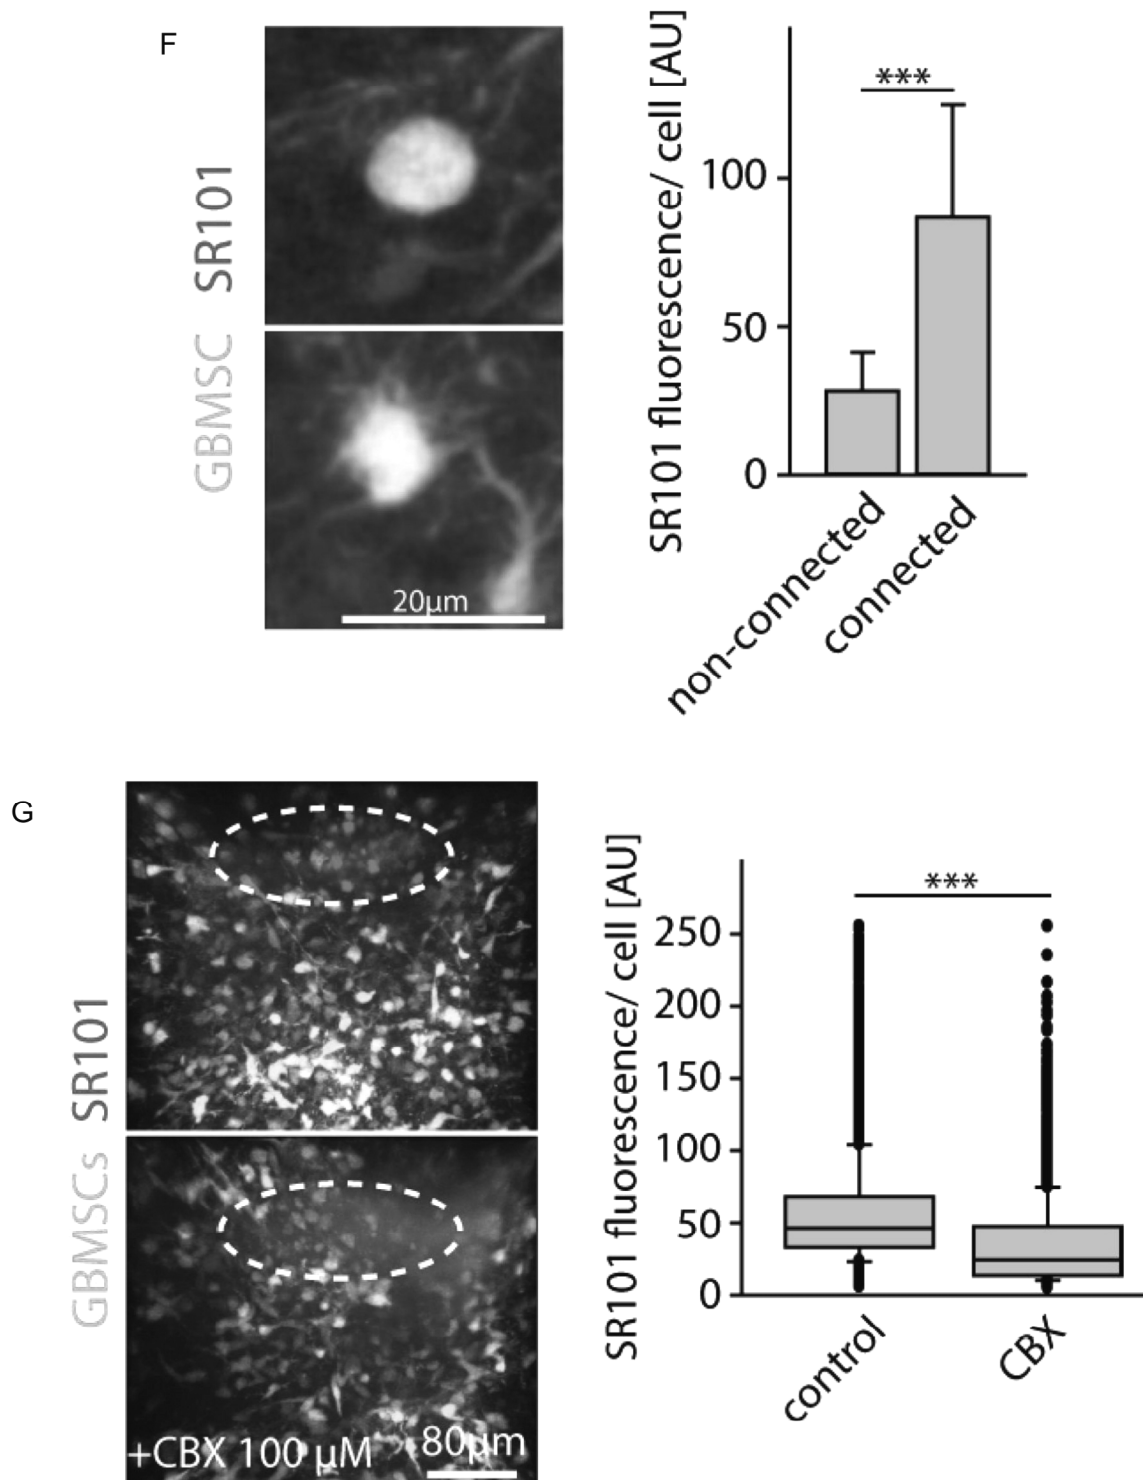 F
GBMSC SR101
20µm
SR101 fluorescence/ cell [AU]
***
100
50
0
non-connected
connected
G
GBMSCs SR101
+CBX 100 µM
80µm
SR101 fluorescence/ cell [AU]
***
250
200
150
100
50
0
control
CBX